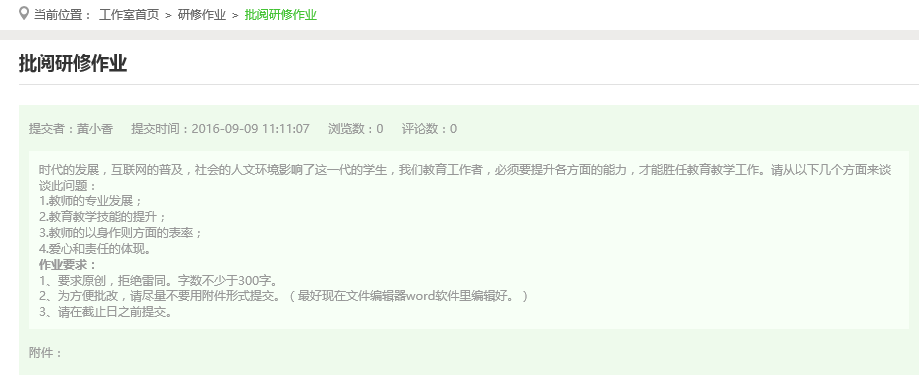 当前位置： 工作室首页 > 研修作业 > 批阅研修作业
批阅研修作业
提交者：黄小香 提交时间：2016-09-09 11:11:07 浏览数：0 评论数：0
时代的发展，互联网的普及，社会的人文环境影响了这一代的学生，我们教育工作者，必须要提升各方面的能力，才能胜任教育教学工作。请从以下几个方面来谈
谈此问题：
1.教师的专业发展；
2.教育教学技能的提升；
3.教师的以身作则方面的表率；
4.爱心和责任的体现。
作业要求：
1、要求原创，拒绝雷同。字数不少于300字。
2、为方便批改，请尽量不要用附件形式提交。（最好现在文件编辑器word软件里编辑好。）
3、请在截止日之前提交。
附件：